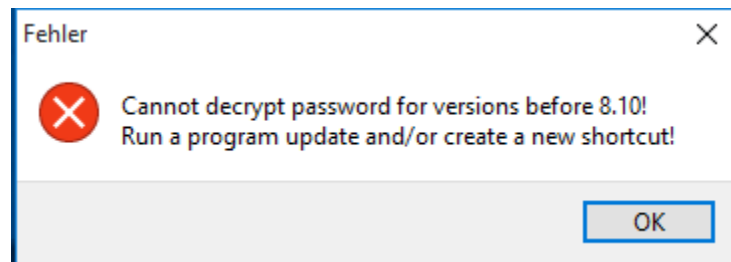 Fehler
Cannot decrypt password for versions before 8.10!
Run a program update and/or create a new shortcut!
OK